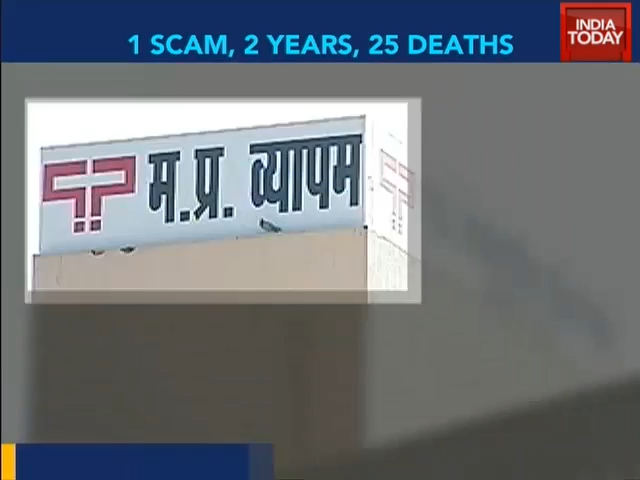 1 SCAM, 2 YEARS, 25 DEATHS
INDIA
TODAY
म.प्र. व्यापम